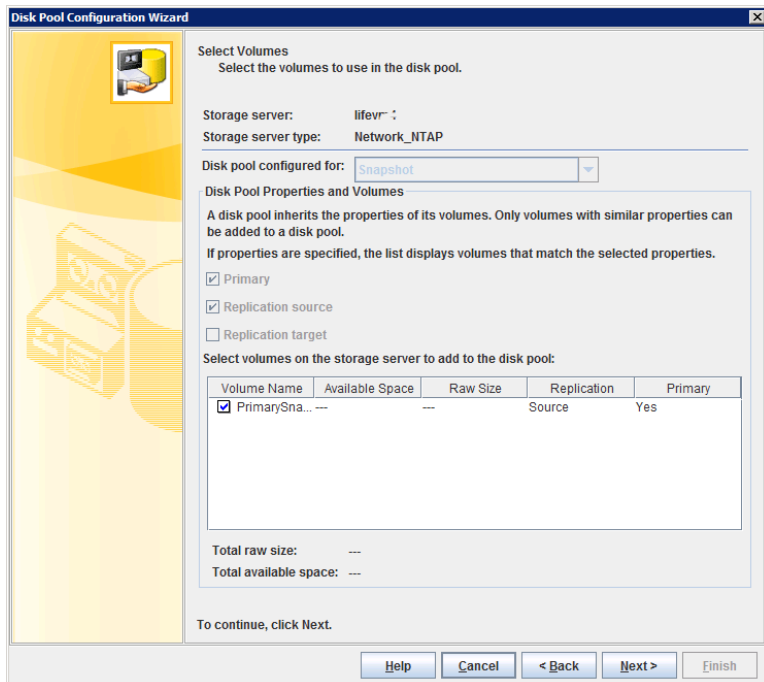 Disk Pool Configuration Wizard
Select Volumes
Select the volumes to use in the disk pool.
Storage server:
Storage server type: Network_NTAP
Disk pool configured for: Snapshot
Disk Pool Properties and Volumes
A disk pool inherits the properties of its volumes. Only volumes with similar properties can
be added to a disk pool.
If properties are specified, the list displays volumes that match the selected properties.
Primary
Replication source
Replication target
Select volumes on the storage server to add to the disk pool:
Volume Name Available Space Raw Size Replication Primary
PrimarySna... --- --- Source Yes
Total raw size: ---
Total available space: ---
To continue, click Next.
Help Cancel < Back Next > Finish